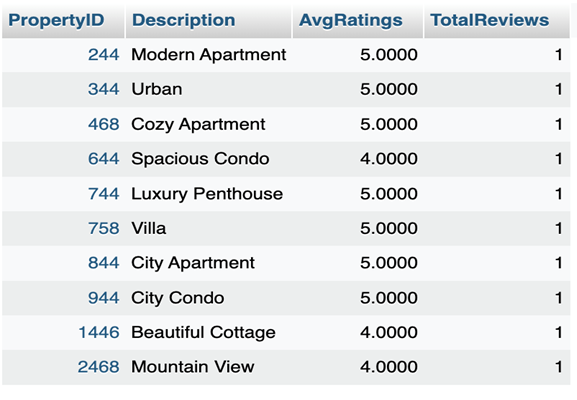 PropertyID Description AvgRatings TotalReviews
244 Modern Apartment 5.0000 1
344 Urban 5.0000 1
468 Cozy Apartment 5.0000 1
644 Spacious Condo 4.0000 1
744 Luxury Penthouse 5.0000 1
758 Villa 5.0000 1
844 City Apartment 5.0000 1
944 City Condo 5.0000 1
1446 Beautiful Cottage 4.0000 1
2468 Mountain View 4.0000 1